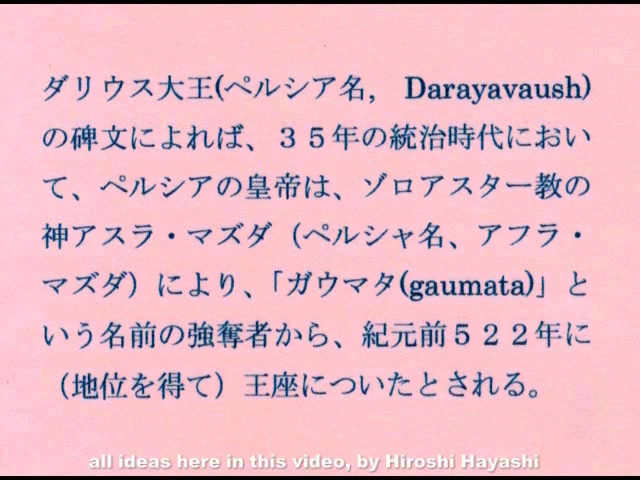 ダリウス大王(ペルシア名,　Darayavaush)
の碑文によれば、３５年の統治時代におい
て、ペルシアの皇帝は、ゾロアスター教の
神アスラ・マズダ（ペルシャ名、アフラ・
マズダ）により、「ガウマタ(gaumata)」と
いう名前の強奪者から、紀元前５２２年に
（地位を得て）王座についたとされる。
all ideas here in this video, by Hiroshi Hayashi